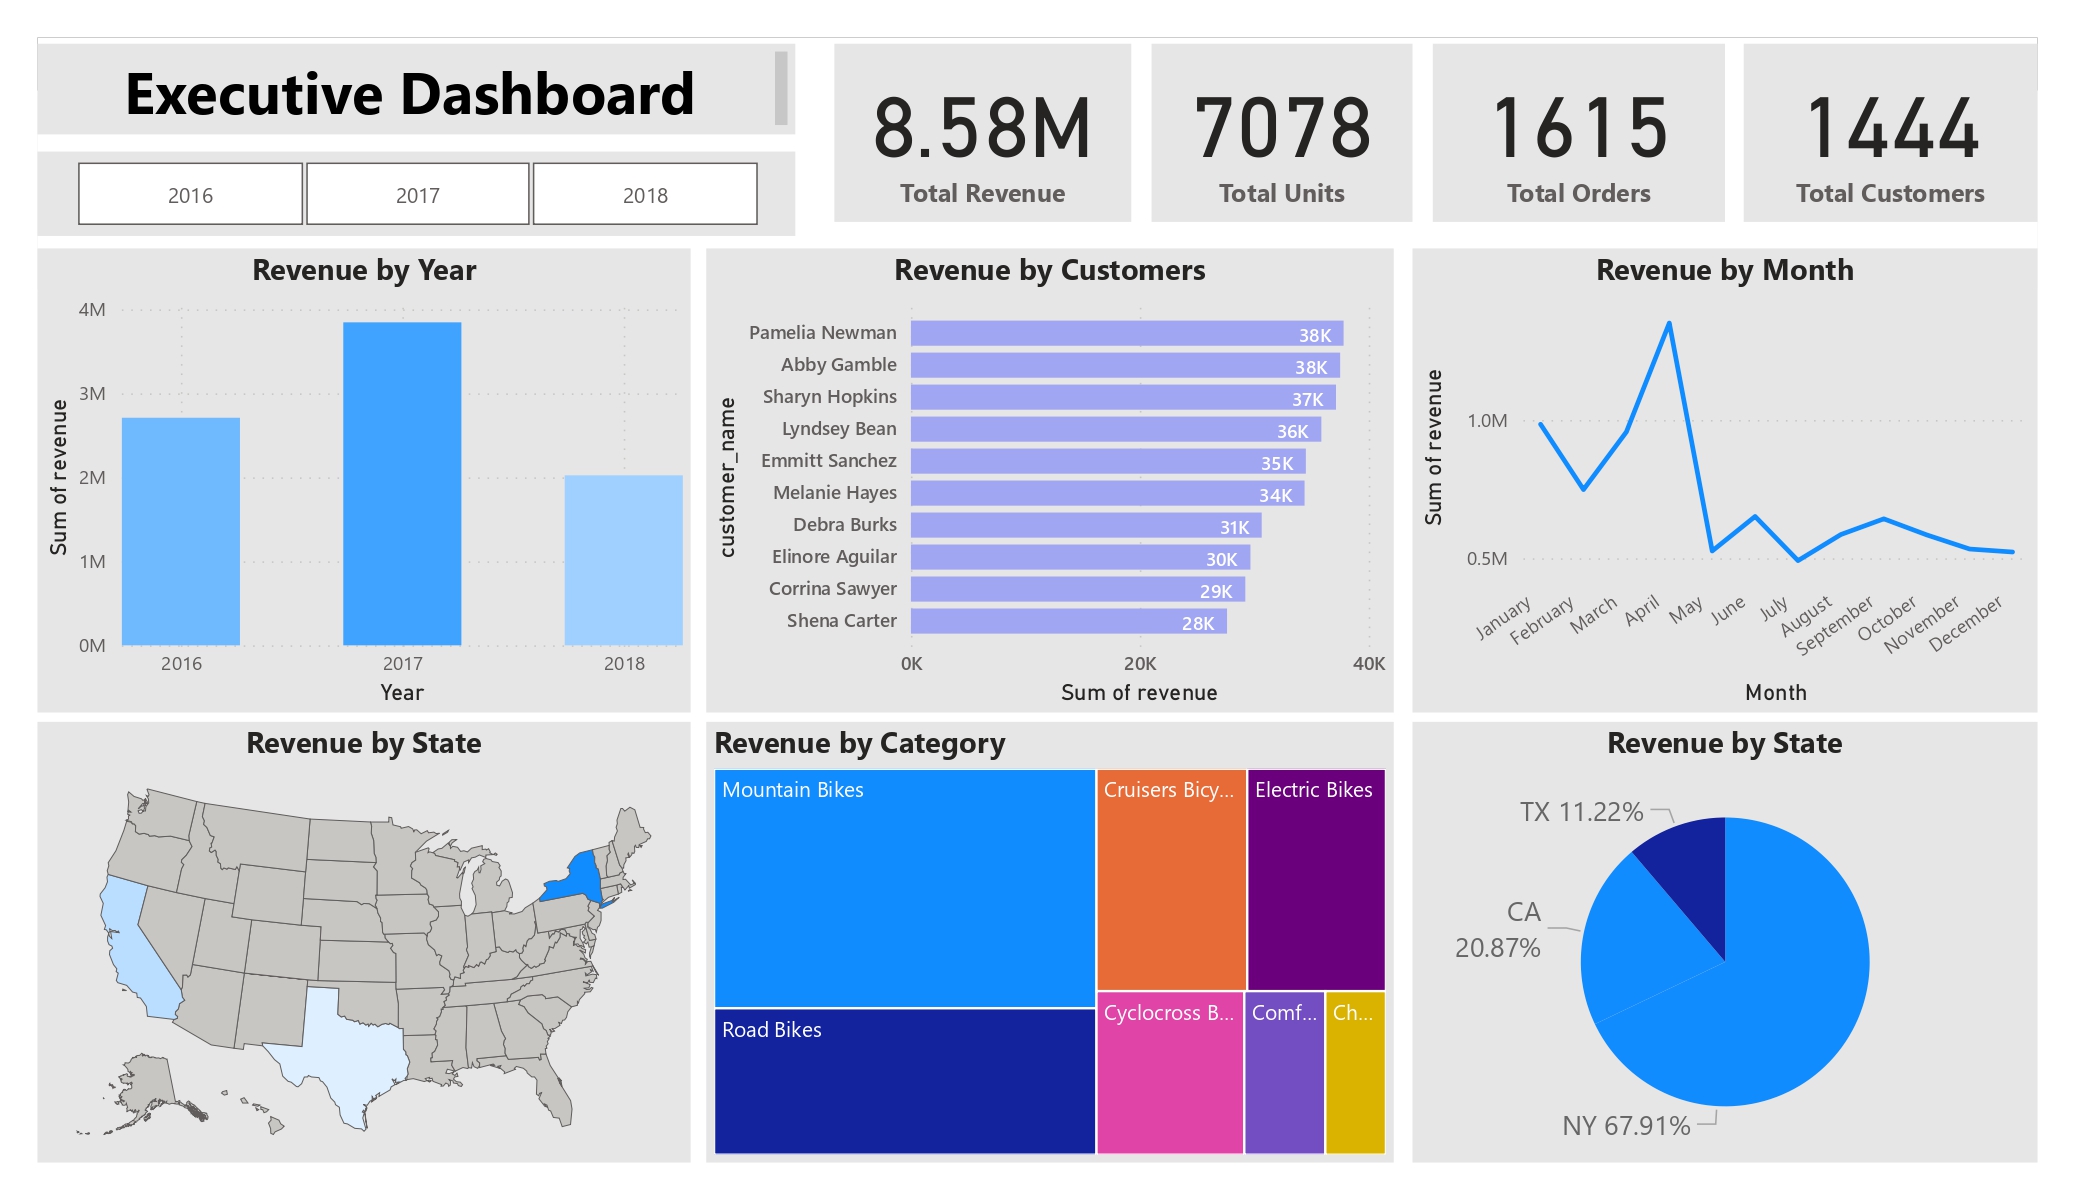 Executive Dashboard
8.58M
Total Revenue
7078
Total Units
1615
Total Orders
1444
Total Customers
2016
2017
2018
Revenue by Year
Sum of revenue
4M
3M
2M
1M
0M
2016
2017
2018
Year
Revenue by Customers
customer_name
Pamelia Newman 38K
Abby Gamble 38K
Sharyn Hopkins 37K
Lyndsey Bean 36K
Emmitt Sanchez 35K
Melanie Hayes 34K
Debra Burks 31K
Elinore Aguilar 30K
Corrina Sawyer 29K
Shena Carter 28K
0K
20K
40K
Sum of revenue
Revenue by Month
Sum of revenue
1.0M
0.5M
January
February
March
April
May
June
July
August
September
October
November
December
Month
Revenue by State
Revenue by Category
Mountain Bikes
Road Bikes
Cruisers Bicy...
Electric Bikes
Cyclocross B...
Comf...
Ch...
Revenue by State
TX 11.22%
CA
20.87%
NY 67.91%